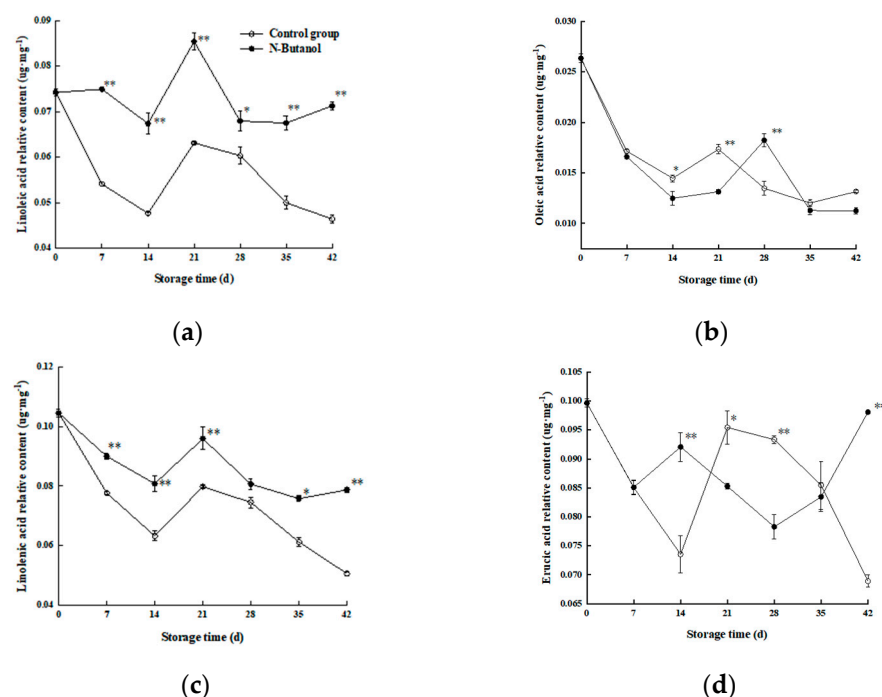 0.09
0.08
0.07
0.06
0.05
0.04
Linoleic acid relative content (ug·mg⁻¹)
Control group
N-Butanol
**
**
**
*
**
**
0 7 14 21 28 35 42
Storage time (d)
(a)
0.030
0.025
0.020
0.015
0.010
Oleic acid relative content (ug·mg⁻¹)
*
**
**
0 7 14 21 28 35 42
Storage time (d)
(b)
0.12
0.10
0.08
0.06
0.04
Linolenic acid relative content (ug·mg⁻¹)
**
**
**
*
**
0 7 14 21 28 35 42
Storage time (d)
(c)
0.105
0.100
0.095
0.090
0.085
0.080
0.075
0.070
0.065
Erucic acid relative content (ug·mg⁻¹)
**
*
**
**
0 7 14 21 28 35 42
Storage time (d)
(d)